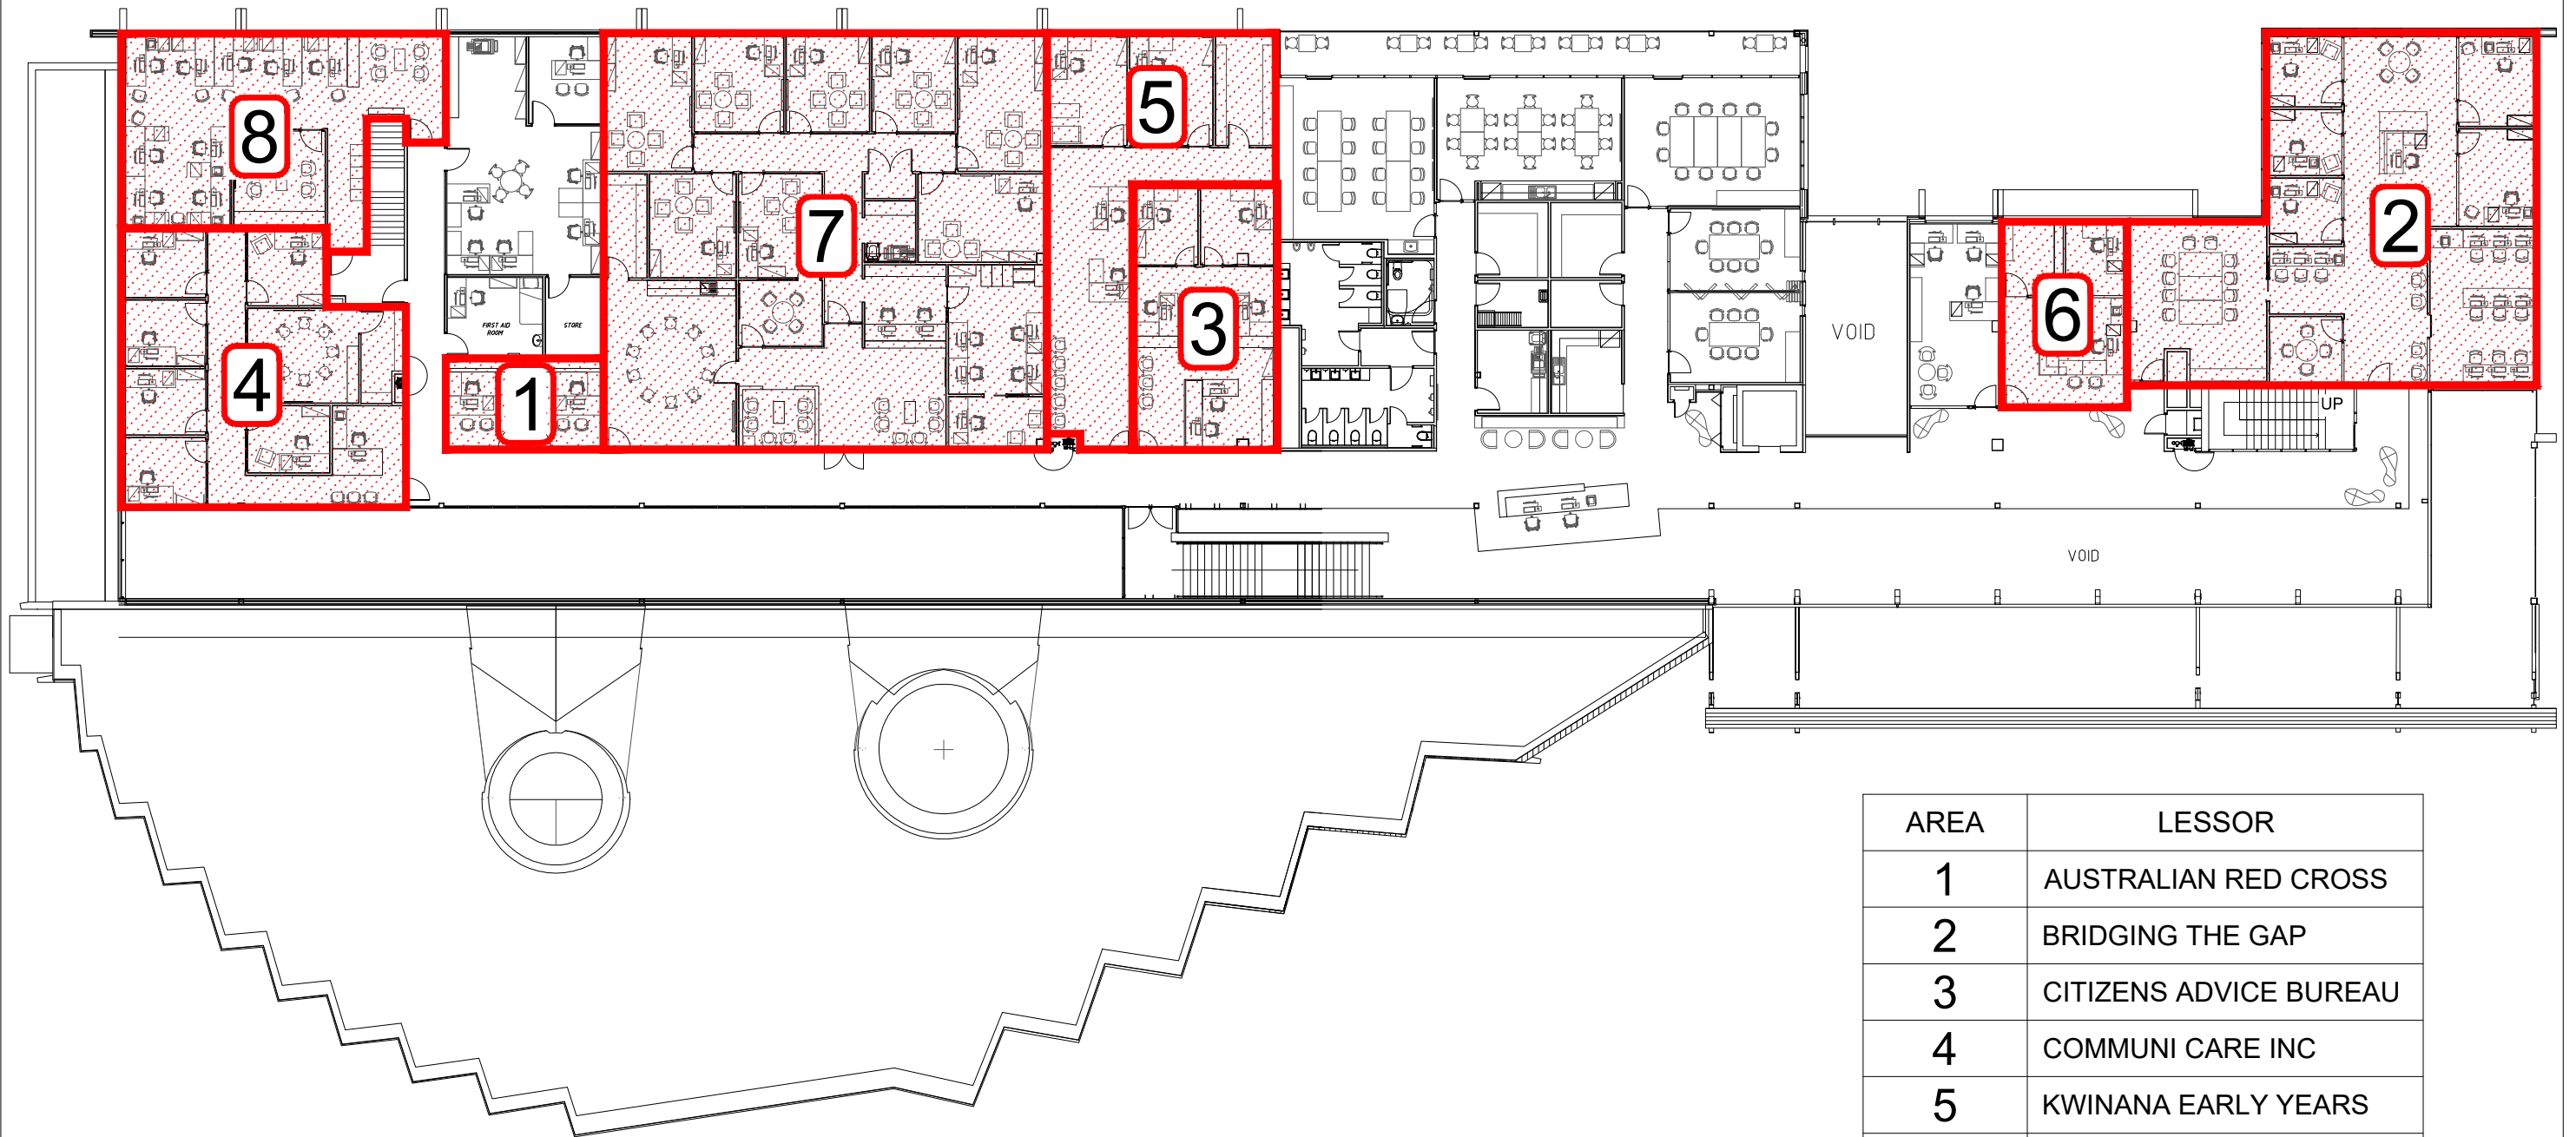 8
5
7
2
6
3
4
1
FIRST AID
ROOM
STORE
VOID
UP
VOID
AREA LESSOR
1 AUSTRALIAN RED CROSS
2 BRIDGING THE GAP
3 CITIZENS ADVICE BUREAU
4 COMMUNI CARE INC
5 KWINANA EARLY YEARS